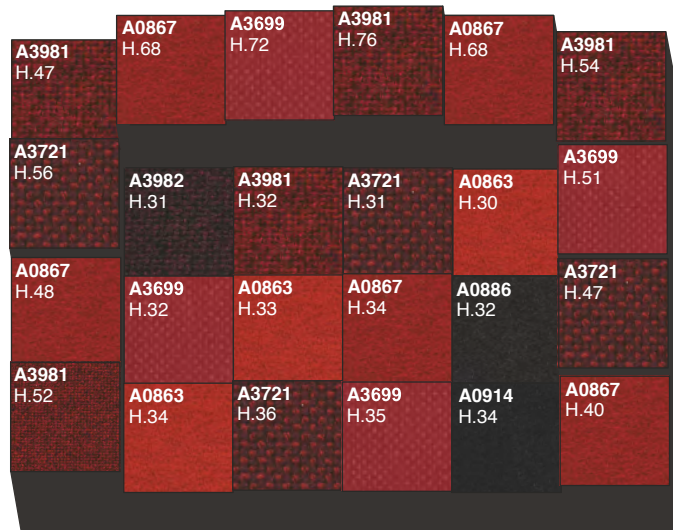 A3981
H.47
A0867
H.68
A3699
H.72
A3981
H.76
A0867
H.68
A3981
H.54
A3721
H.56
A3982
H.31
A3981
H.32
A3721
H.31
A0863
H.30
A3699
H.51
A0867
H.48
A3699
H.32
A0863
H.33
A0867
H.34
A0886
H.32
A3721
H.47
A3981
H.52
A0863
H.34
A3721
H.36
A3699
H.35
A0914
H.34
A0867
H.40